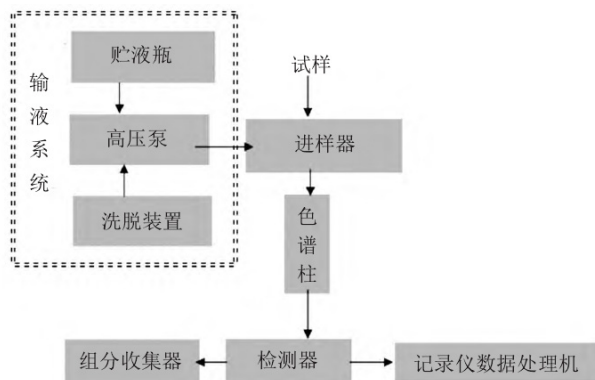 贮液瓶
输液系统
高压泵
洗脱装置
试样
进样器
色谱柱
组分收集器
检测器
记录仪数据处理机